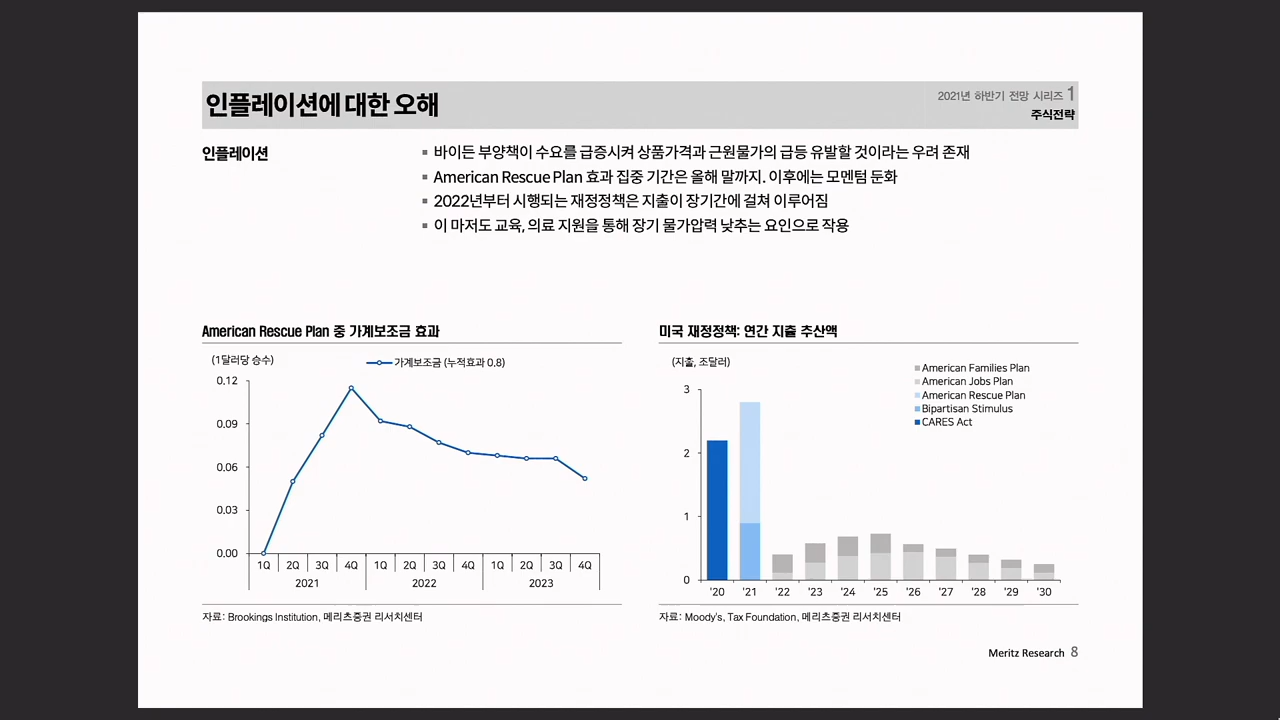 인플레이션에 대한 오해
2021년 하반기 전망 시리즈 1
주식전략
인플레이션
▪ 바이든 부양책이 수요를 급증시켜 상품가격과 근원물가의 급등 유발할 것이라는 우려 존재
▪ American Rescue Plan 효과 집중 기간은 올해 말까지. 이후에는 모멘텀 둔화
▪ 2022년부터 시행되는 재정정책은 지출이 장기간에 걸쳐 이루어짐
▪ 이 마저도 교육, 의료 지원을 통해 장기 물가압력 낮추는 요인으로 작용
American Rescue Plan 중 가계보조금 효과
(1달러당 승수)
가계보조금 (누적효과 0.8)
0.12
0.09
0.06
0.03
0.00
1Q 2Q 3Q 4Q 1Q 2Q 3Q 4Q 1Q 2Q 3Q 4Q
2021 2022 2023
자료: Brookings Institution, 메리츠증권 리서치센터
미국 재정정책: 연간 지출 추산액
(지출, 조달러)
American Families Plan
American Jobs Plan
American Rescue Plan
Bipartisan Stimulus
CARES Act
3
2
1
0
'20 '21 '22 '23 '24 '25 '26 '27 '28 '29 '30
자료: Moody's, Tax Foundation, 메리츠증권 리서치센터
Meritz Research 8